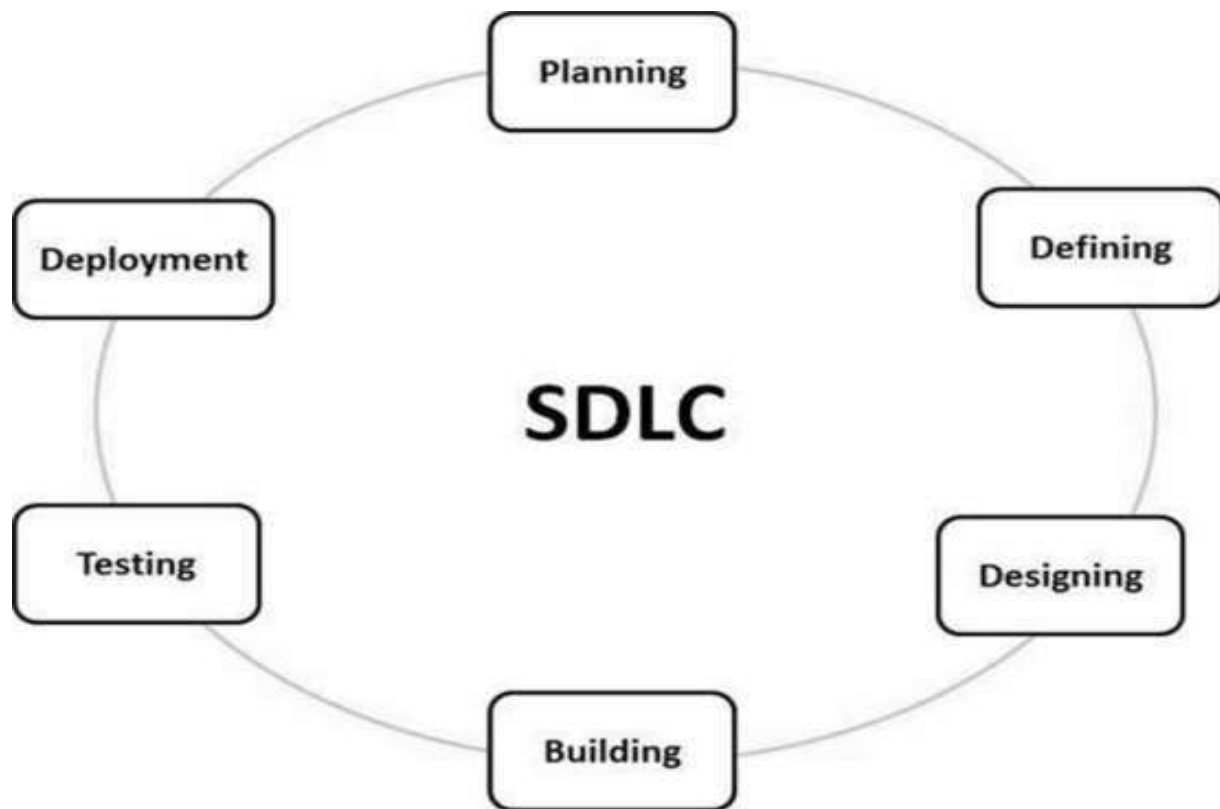 Planning
Defining
Designing
Building
Testing
Deployment
SDLC